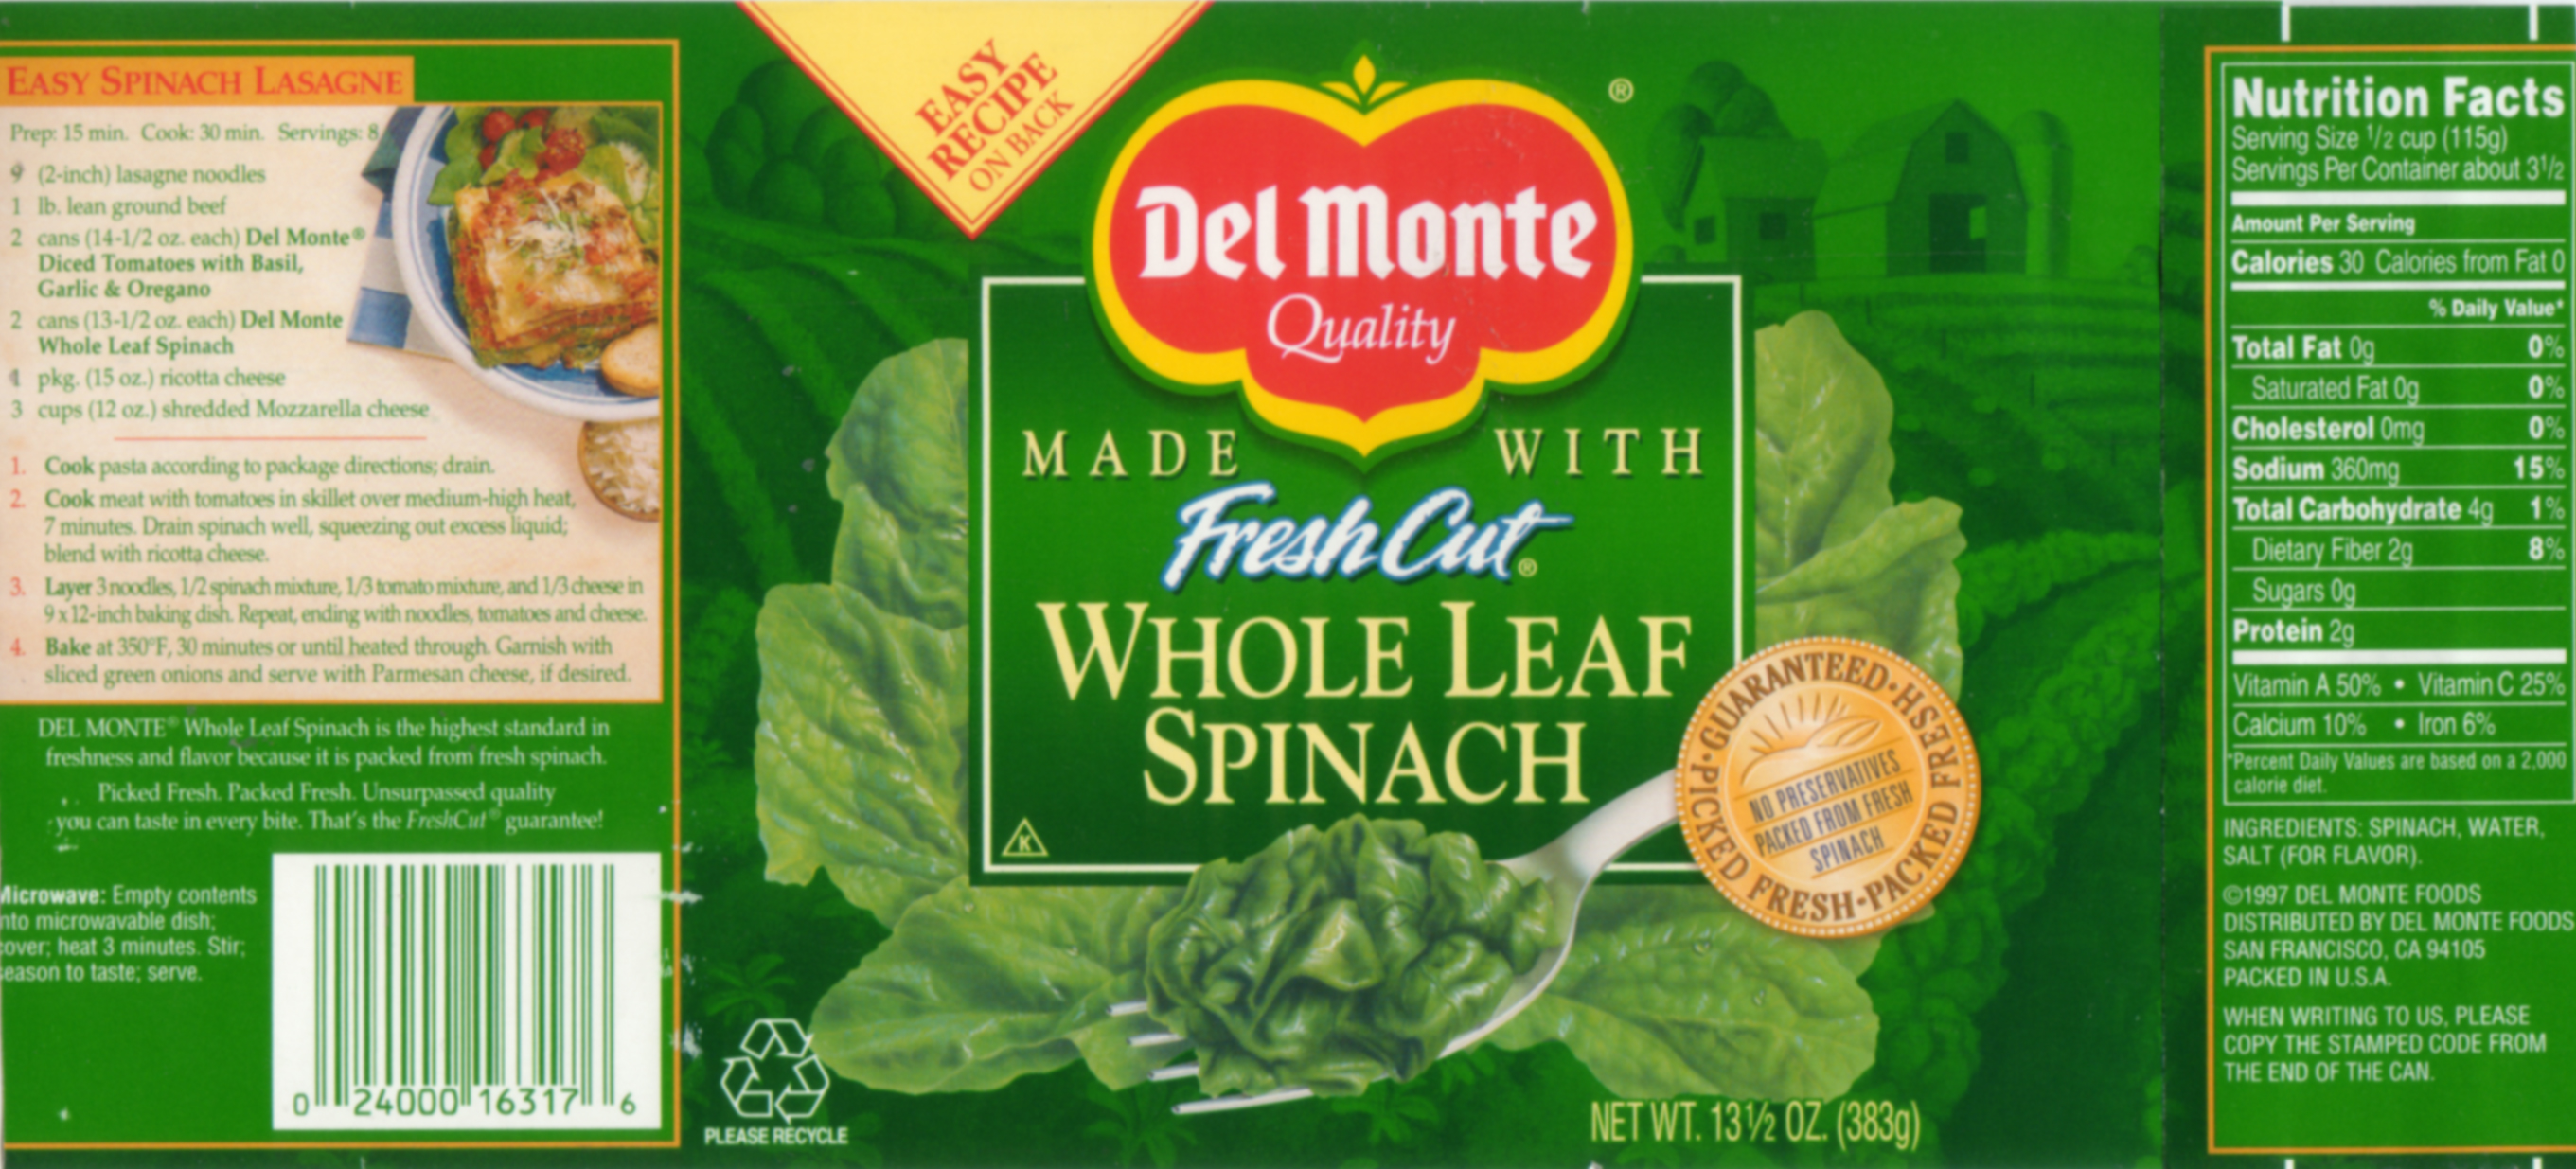 EASY SPINACH LASAGNE
Prep: 15 min. Cook: 30 min. Servings: 8
9 (2-inch) lasagne noodles
1 lb. lean ground beef
2 cans (14-1/2 oz. each) Del Monte®
Diced Tomatoes with Basil,
Garlic & Oregano
2 cans (13-1/2 oz. each) Del Monte
Whole Leaf Spinach
1 pkg. (15 oz.) ricotta cheese
3 cups (12 oz.) shredded Mozzarella cheese
1. Cook pasta according to package directions; drain.
2. Cook meat with tomatoes in skillet over medium-high heat,
7 minutes. Drain spinach well, squeezing out excess liquid;
blend with ricotta cheese.
3. Layer 3 noodles, 1/2 spinach mixture, 1/3 tomato mixture, and 1/3 cheese in
9 x 12-inch baking dish. Repeat, ending with noodles, tomatoes and cheese.
4. Bake at 350°F, 30 minutes or until heated through. Garnish with
sliced green onions and serve with Parmesan cheese, if desired.
DEL MONTE® Whole Leaf Spinach is the highest standard in
freshness and flavor because it is packed from fresh spinach.
Picked Fresh. Packed Fresh. Unsurpassed quality
you can taste in every bite. That's the FreshCut® guarantee!
Microwave: Empty contents
into microwavable dish;
cover; heat 3 minutes. Stir;
season to taste; serve.
0 24000 16317 6
EASY
RECIPE
ON BACK
Del Monte
®
Quality
MADE WITH
FreshCut®
WHOLE LEAF
SPINACH
K
GUARANTEED•FRESH
PICKED FRESH•PACKED FRESH
NO PRESERVATIVES
PACKED FROM FRESH
SPINACH
PLEASE RECYCLE
NET WT. 13½ OZ. (383g)
Nutrition Facts
Serving Size 1/2 cup (115g)
Servings Per Container about 3 1/2
Amount Per Serving
Calories 30 Calories from Fat 0
% Daily Value*
Total Fat 0g 0%
Saturated Fat 0g 0%
Cholesterol 0mg 0%
Sodium 360mg 15%
Total Carbohydrate 4g 1%
Dietary Fiber 2g 8%
Sugars 0g
Protein 2g
Vitamin A 50% • Vitamin C 25%
Calcium 10% • Iron 6%
*Percent Daily Values are based on a 2,000
calorie diet.
INGREDIENTS: SPINACH, WATER,
SALT (FOR FLAVOR).
©1997 DEL MONTE FOODS
DISTRIBUTED BY DEL MONTE FOODS
SAN FRANCISCO, CA 94105
PACKED IN U.S.A.
WHEN WRITING TO US, PLEASE
COPY THE STAMPED CODE FROM
THE END OF THE CAN.